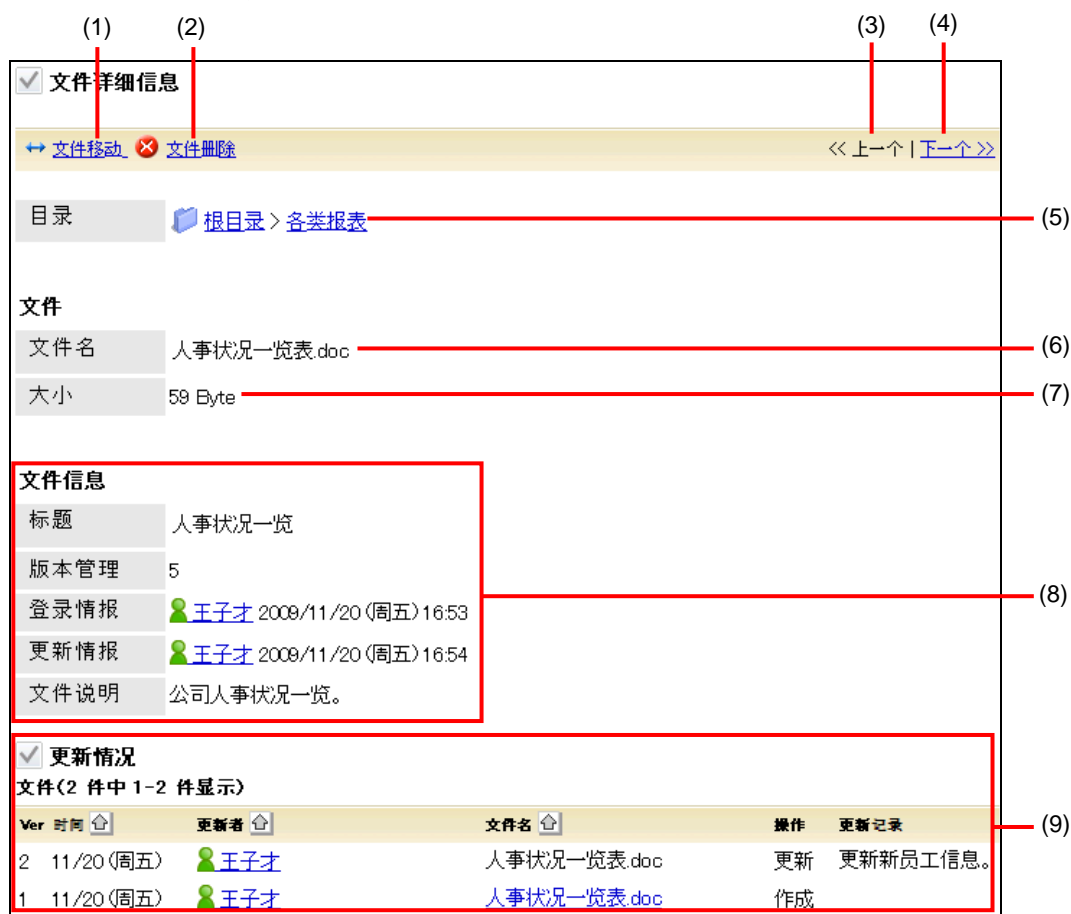 (1) (2) (3) (4)
文件详细信息
文件移动 文件删除 << 上一个 | 下一个 >>
目录 根目录 > 各类报表 (5)
文件
文件名 人事状况一览表.doc (6)
大小 59 Byte (7)
文件信息
标题 人事状况一览
版本管理 5
登录情报 王子才 2009/11/20(周五)16:53 (8)
更新情报 王子才 2009/11/20(周五)16:54
文件说明 公司人事状况一览。
更新情况
文件(2 件中 1-2 件显示)
Ver 时间 更新者 文件名 操作 更新记录 (9)
2 11/20(周五) 王子才 人事状况一览表.doc 更新 更新新员工信息。
1 11/20(周五) 王子才 人事状况一览表.doc 作成